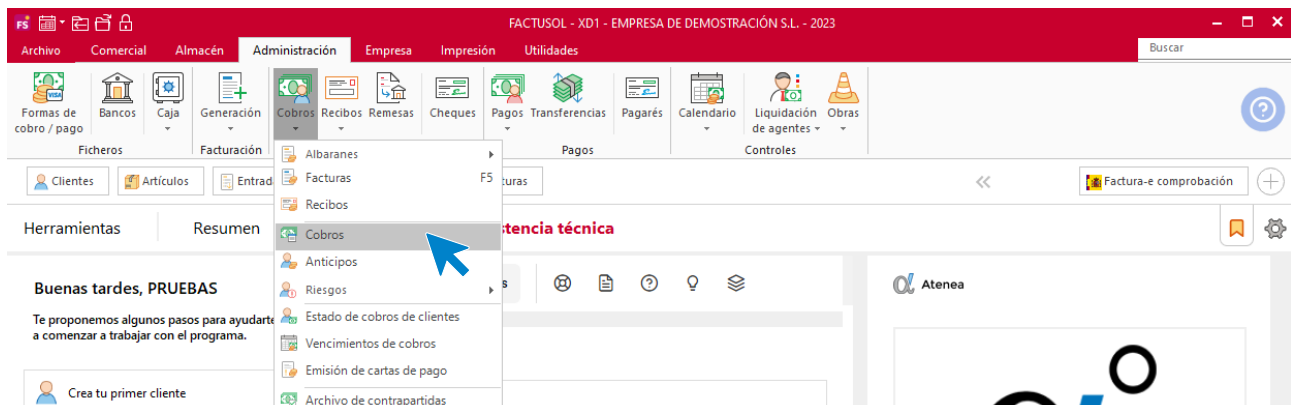 FS
FACTUSOL - XD1 - EMPRESA DE DEMOSTRACIÓN S.L. - 2023
Archivo Comercial Almacén Administración Empresa Impresión Utilidades
Buscar
Formas de cobro / pago
Bancos
Caja
Generación
Cobros
Recibos
Remesas
Cheques
Pagos
Transferencias
Pagarés
Calendario
Liquidación de agentes
Obras
Ficheros
Facturación
Pagos
Controles
Clientes
Artículos
Entrad
turas
Factura-e comprobación
Albaranes
Facturas F5
Recibos
Cobros
Anticipos
Riesgos
Estado de cobros de clientes
Vencimientos de cobros
Emisión de cartas de pago
Archivo de contrapartidas
Herramientas
Resumen
stencia técnica
s
Buenas tardes, PRUEBAS
Te proponemos algunos pasos para ayudarte
a comenzar a trabajar con el programa.
Crea tu primer cliente
Atenea